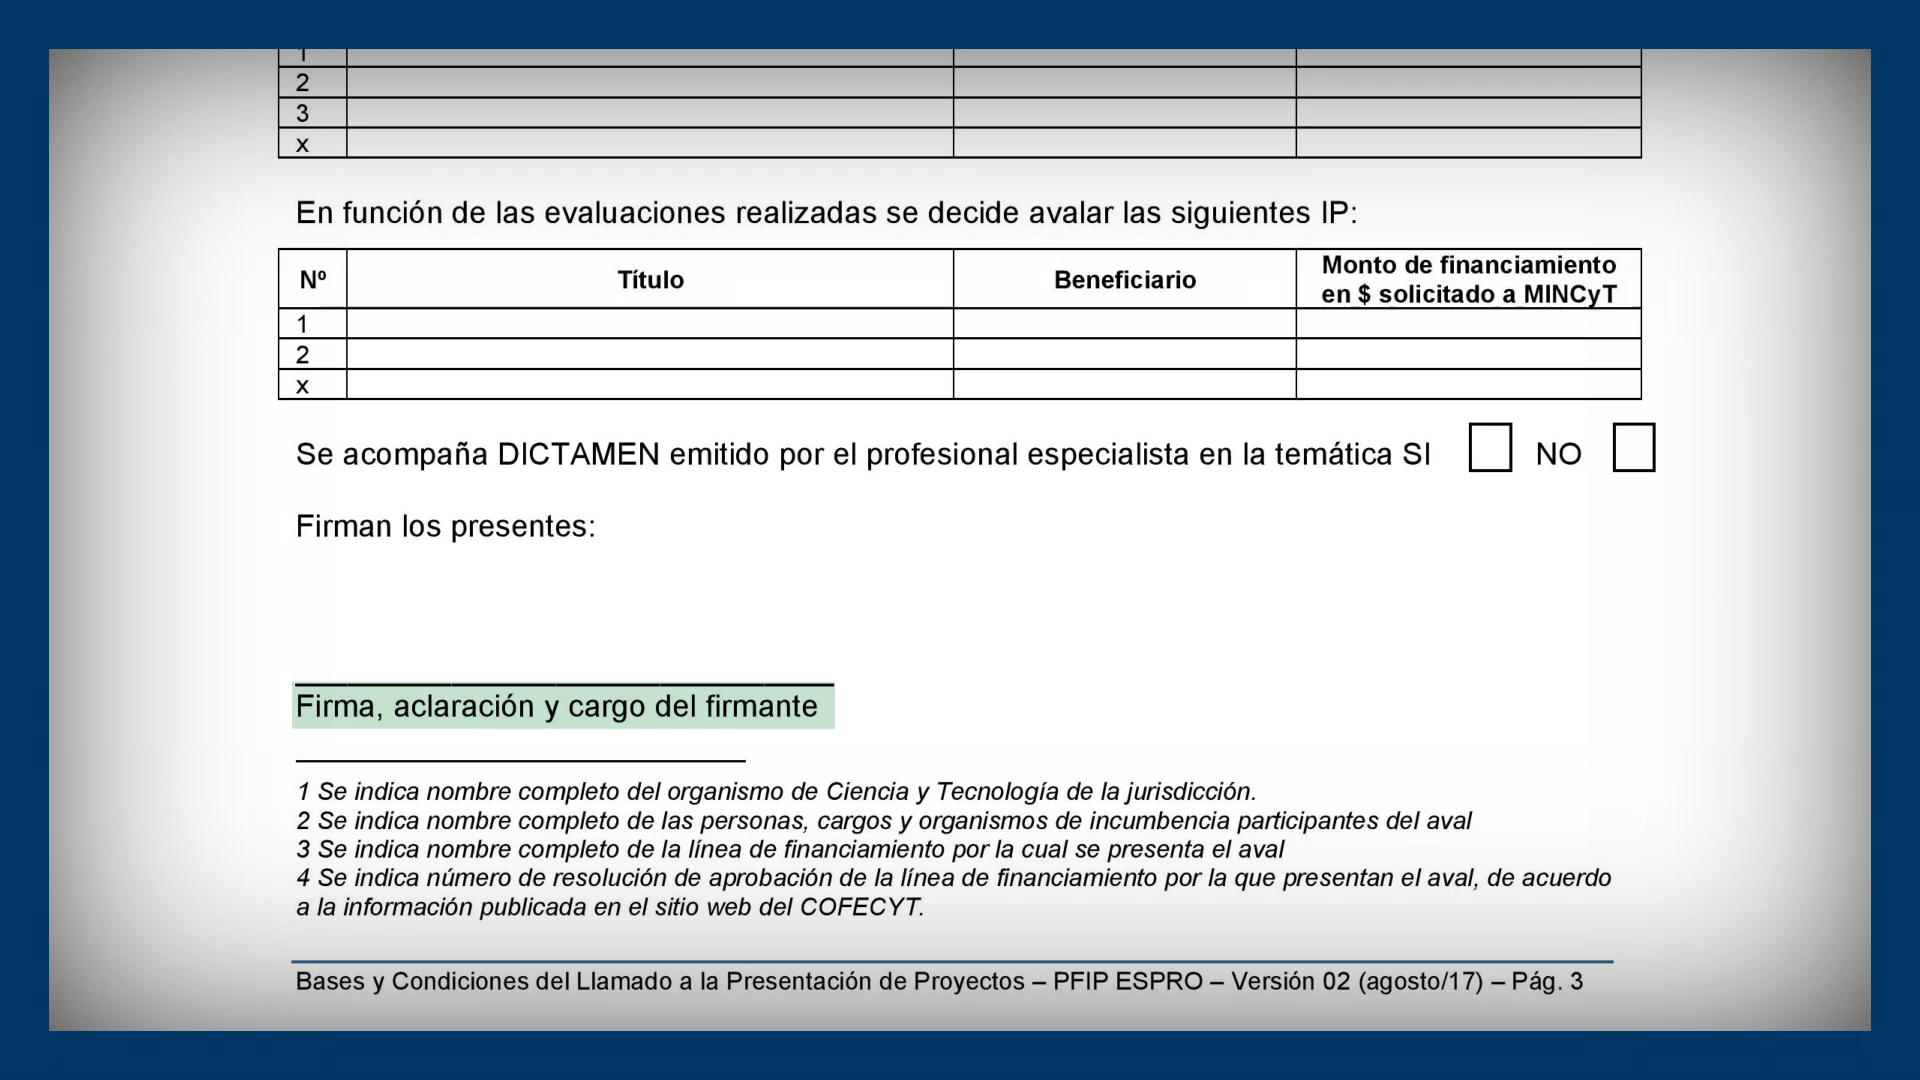 1
2
3
x
En función de las evaluaciones realizadas se decide avalar las siguientes IP:
Nº Título Beneficiario Monto de financiamiento
en $ solicitado a MINCyT
1
2
x
Se acompaña DICTAMEN emitido por el profesional especialista en la temática SI NO
Firman los presentes:
Firma, aclaración y cargo del firmante
1 Se indica nombre completo del organismo de Ciencia y Tecnología de la jurisdicción.
2 Se indica nombre completo de las personas, cargos y organismos de incumbencia participantes del aval
3 Se indica nombre completo de la línea de financiamiento por la cual se presenta el aval
4 Se indica número de resolución de aprobación de la línea de financiamiento por la que presentan el aval, de acuerdo
a la información publicada en el sitio web del COFECYT.
Bases y Condiciones del Llamado a la Presentación de Proyectos – PFIP ESPRO – Versión 02 (agosto/17) – Pág. 3